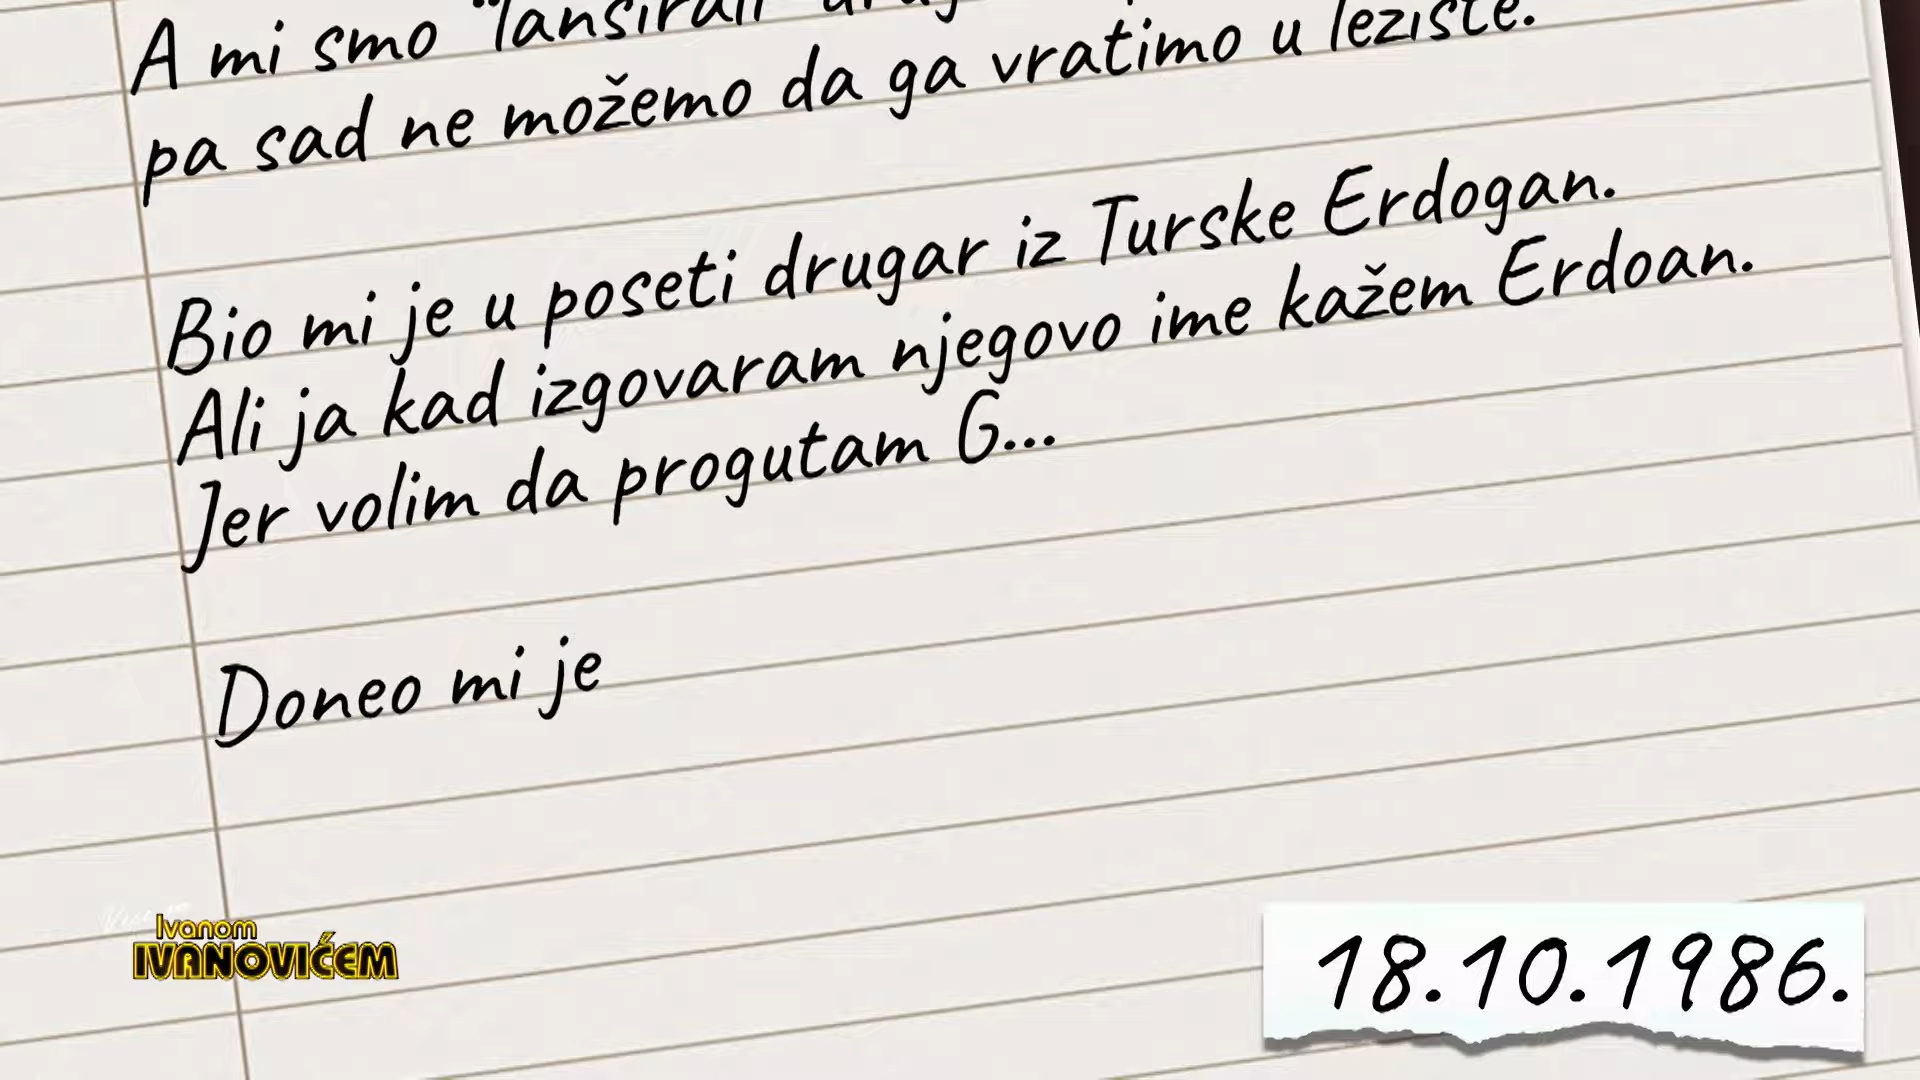 A mi smo "lansirali"
pa sad ne možemo da ga vratimo u ležište.
Bio mi je u poseti drugar iz Turske Erdogan.
Ali ja kad izgovaram njegovo ime kažem Erdoan.
Jer volim da progutam G...
Doneo mi je
Ivanom
IVANOVIĆEM
18.10.1986.